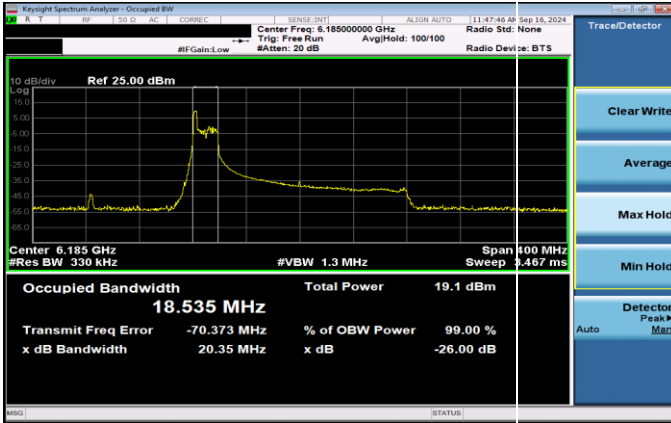 Keysight Spectrum Analyzer - Occupied BW
LXI R T RF 50 Ω AC CORREC SENSE:INT ALIGN AUTO 11:47:46 AM Sep 16, 2024
Center Freq: 6.185000000 GHz Radio Std: None
Trig: Free Run Avg|Hold: 100/100
#IFGain:Low #Atten: 20 dB Radio Device: BTS
Trace/Detector
10 dB/div Ref 25.00 dBm
Log
15.0
5.00
-5.00
-15.0
-25.0
-35.0
-45.0
-55.0
-65.0
Center 6.185 GHz Span 400 MHz
#Res BW 330 kHz #VBW 1.3 MHz Sweep 3.467 ms
Occupied Bandwidth Total Power 19.1 dBm
18.535 MHz
Transmit Freq Error -70.373 MHz % of OBW Power 99.00 %
x dB Bandwidth 20.35 MHz x dB -26.00 dB
Clear Write
Average
Max Hold
Min Hold
Detector
Peak▶
Auto Man
MSG STATUS